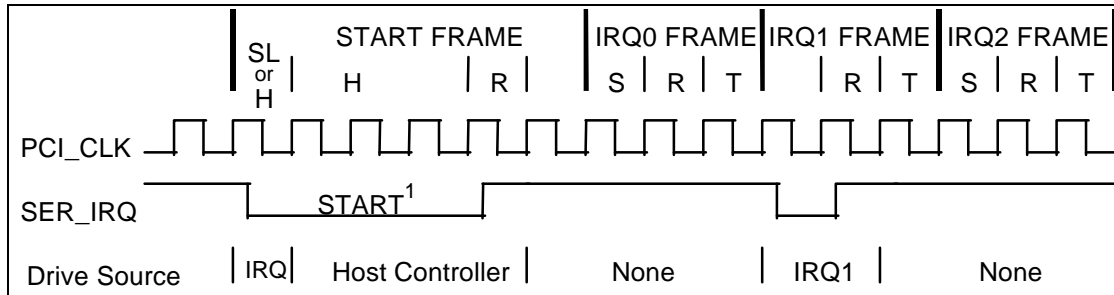 START FRAME IRQ0 FRAME IRQ1 FRAME IRQ2 FRAME
SL
or
H
H R S R T R T S R T
PCI_CLK
SER_IRQ START1
Drive Source IRQ Host Controller None IRQ1 None